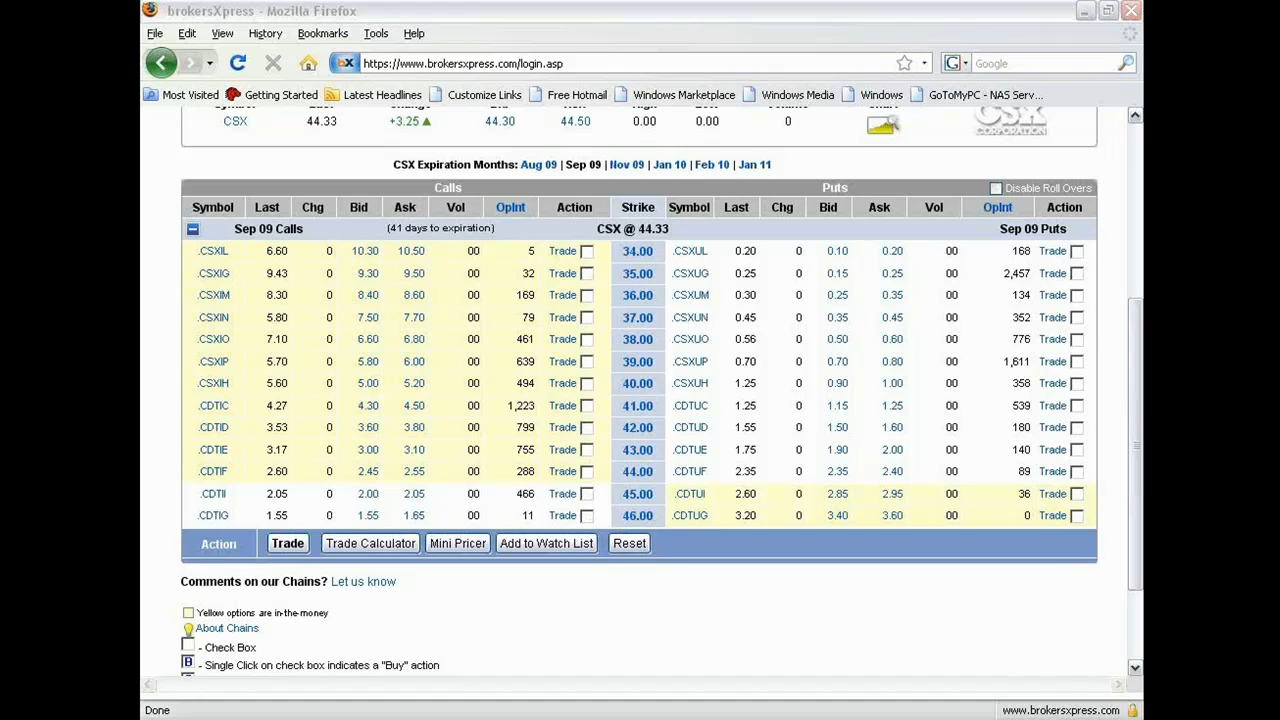 brokersXpress - Mozilla Firefox
File Edit View History Bookmarks Tools Help
https://www.brokersxpress.com/login.asp Google
Most Visited Getting Started Latest Headlines Customize Links Free Hotmail Windows Marketplace Windows Media Windows GoToMyPC - NAS Serv...
CSX 44.33 +3.25 44.30 44.50 0.00 0.00 0
CORPORATION
CSX Expiration Months: Aug 09 | Sep 09 | Nov 09 | Jan 10 | Feb 10 | Jan 11
Calls Puts Disable Roll Overs
Symbol Last Chg Bid Ask Vol OpInt Action Strike Symbol Last Chg Bid Ask Vol OpInt Action
Sep 09 Calls (41 days to expiration) CSX @ 44.33 Sep 09 Puts
.CSXIL 6.60 0 10.30 10.50 00 5 Trade 34.00 .CSXUL 0.20 0 0.10 0.20 00 168 Trade
.CSXIG 9.43 0 9.30 9.50 00 32 Trade 35.00 .CSXUG 0.25 0 0.15 0.25 00 2,457 Trade
.CSXIM 8.30 0 8.40 8.60 00 169 Trade 36.00 .CSXUM 0.30 0 0.25 0.35 00 134 Trade
.CSXIN 5.80 0 7.50 7.70 00 79 Trade 37.00 .CSXUN 0.45 0 0.35 0.45 00 352 Trade
.CSXIO 7.10 0 6.60 6.80 00 461 Trade 38.00 .CSXUO 0.56 0 0.50 0.60 00 776 Trade
.CSXIP 5.70 0 5.80 6.00 00 639 Trade 39.00 .CSXUP 0.70 0 0.70 0.80 00 1,611 Trade
.CSXIH 5.60 0 5.00 5.20 00 494 Trade 40.00 .CSXUH 1.25 0 0.90 1.00 00 358 Trade
.CDTIC 4.27 0 4.30 4.50 00 1,223 Trade 41.00 .CDTUC 1.25 0 1.15 1.25 00 539 Trade
.CDTID 3.53 0 3.60 3.80 00 799 Trade 42.00 .CDTUD 1.55 0 1.50 1.60 00 180 Trade
.CDTIE 3.17 0 3.00 3.10 00 755 Trade 43.00 .CDTUE 1.75 0 1.90 2.00 00 140 Trade
.CDTIF 2.60 0 2.45 2.55 00 288 Trade 44.00 .CDTUF 2.35 0 2.35 2.40 00 89 Trade
.CDTII 2.05 0 2.00 2.05 00 466 Trade 45.00 .CDTUI 2.60 0 2.85 2.95 00 36 Trade
.CDTIG 1.55 0 1.55 1.65 00 11 Trade 46.00 .CDTUG 3.20 0 3.40 3.60 00 0 Trade
Action Trade Trade Calculator Mini Pricer Add to Watch List Reset
Comments on our Chains? Let us know
Yellow options are in-the-money
About Chains
- Check Box
B - Single Click on check box indicates a "Buy" action
Done www.brokersxpress.com